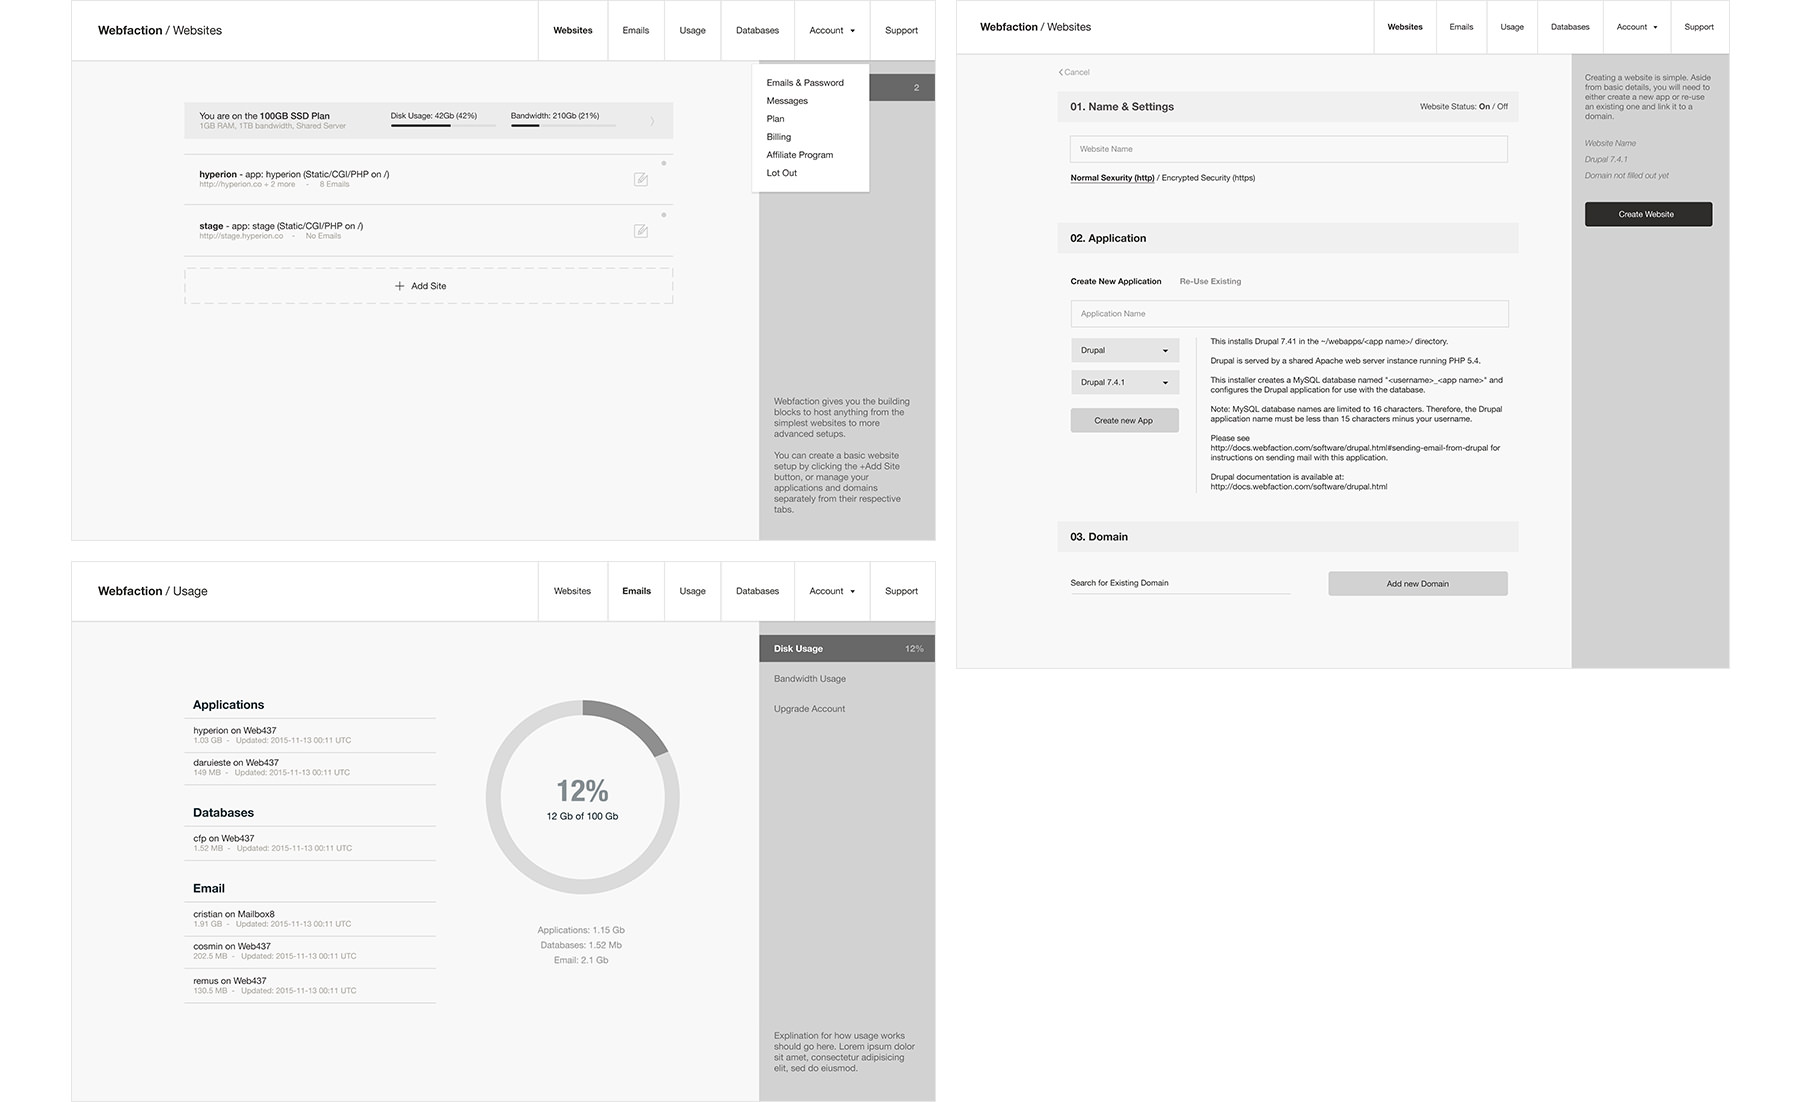 Webfaction / Websites
Websites
Emails
Usage
Databases
Account
Support
Emails & Password
Messages
Plan
Billing
Affiliate Program
Lot Out
2
You are on the 100GB SSD Plan
1GB RAM, 1TB bandwidth, Shared Server
Disk Usage: 42Gb (42%)
Bandwidth: 210Gb (21%)
hyperion - app: hyperion (Static/CGI/PHP on /)
http://hyperion.co + 2 more - 8 Emails
stage - app: stage (Static/CGI/PHP on /)
http://stage.hyperion.co - No Emails
+ Add Site
Webfaction gives you the building
blocks to host anything from the
simplest websites to more
advanced setups.
You can create a basic website
setup by clicking the +Add Site
button, or manage your
applications and domains
separately from their respective
tabs.
Webfaction / Websites
Websites
Emails
Usage
Databases
Account
Support
Cancel
01. Name & Settings
Website Status: On / Off
Website Name
Normal Sexurity (http) / Encrypted Security (https)
02. Application
Create New Application
Re-Use Existing
Application Name
Drupal
Drupal 7.4.1
Create new App
This installs Drupal 7.41 in the ~/webapps/<app name>/ directory.
Drupal is served by a shared Apache web server instance running PHP 5.4.
This installer creates a MySQL database named "<username>_<app name>" and
configures the Drupal application for use with the database.
Note: MySQL database names are limited to 16 characters. Therefore, the Drupal
application name must be less than 15 characters minus your username.
Please see
http://docs.webfaction.com/software/drupal.html#sending-email-from-drupal for
instructions on sending mail with this application.
Drupal documentation is available at:
http://docs.webfaction.com/software/drupal.html
03. Domain
Search for Existing Domain
Add new Domain
Creating a website is simple. Aside
from basic details, you will need to
either create a new app or re-use
an existing one and link it to a
domain.
Website Name
Drupal 7.4.1
Domain not filled out yet
Create Website
Webfaction / Usage
Websites
Emails
Usage
Databases
Account
Support
Applications
hyperion on Web437
1.03 GB - Updated: 2015-11-13 00:11 UTC
daruieste on Web437
149 MB - Updated: 2015-11-13 00:11 UTC
Databases
cfp on Web437
1.52 MB - Updated: 2015-11-13 00:11 UTC
Email
cristian on Mailbox8
1.91 GB - Updated: 2015-11-13 00:11 UTC
cosmin on Web437
202.5 MB - Updated: 2015-11-13 00:11 UTC
remus on Web437
130.5 MB - Updated: 2015-11-13 00:11 UTC
12%
12 Gb of 100 Gb
Applications: 1.15 Gb
Databases: 1.52 Mb
Email: 2.1 Gb
Disk Usage
12%
Bandwidth Usage
Upgrade Account
Explination for how usage works
should go here. Lorem ipsum dolor
sit amet, consectetur adipisicing
elit, sed do eiusmod.